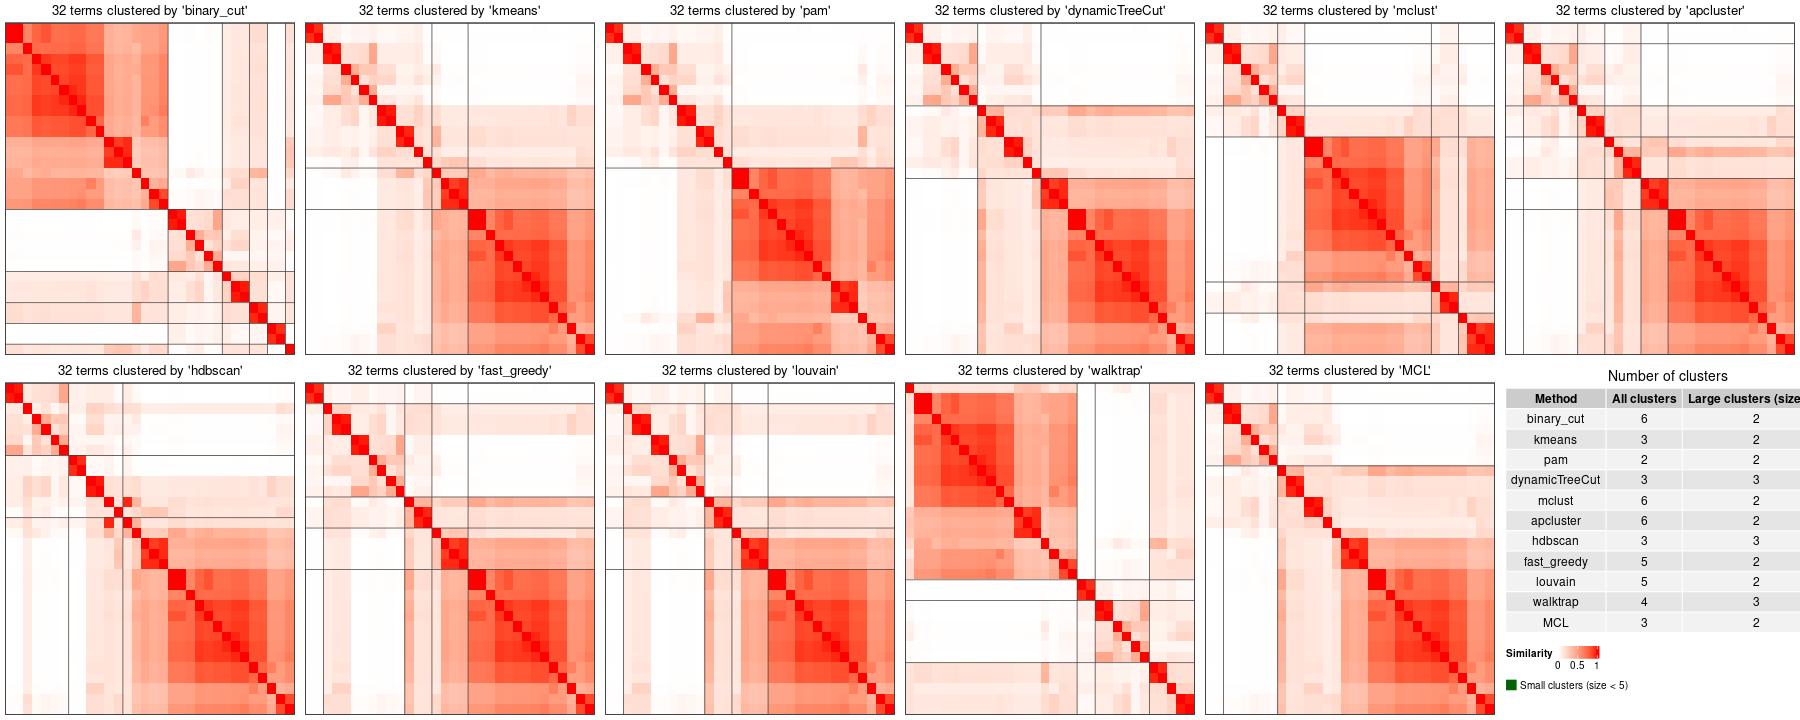 32 terms clustered by 'binary_cut'
32 terms clustered by 'kmeans'
32 terms clustered by 'pam'
32 terms clustered by 'dynamicTreeCut'
32 terms clustered by 'mclust'
32 terms clustered by 'apcluster'
32 terms clustered by 'hdbscan'
32 terms clustered by 'fast_greedy'
32 terms clustered by 'louvain'
32 terms clustered by 'walktrap'
32 terms clustered by 'MCL'
Number of clusters
Method All clusters Large clusters (size
binary_cut 6 2
kmeans 3 2
pam 2 2
dynamicTreeCut 3 3
mclust 6 2
apcluster 6 2
hdbscan 3 3
fast_greedy 5 2
louvain 5 2
walktrap 4 3
MCL 3 2
Similarity
0 0.5 1
Small clusters (size < 5)